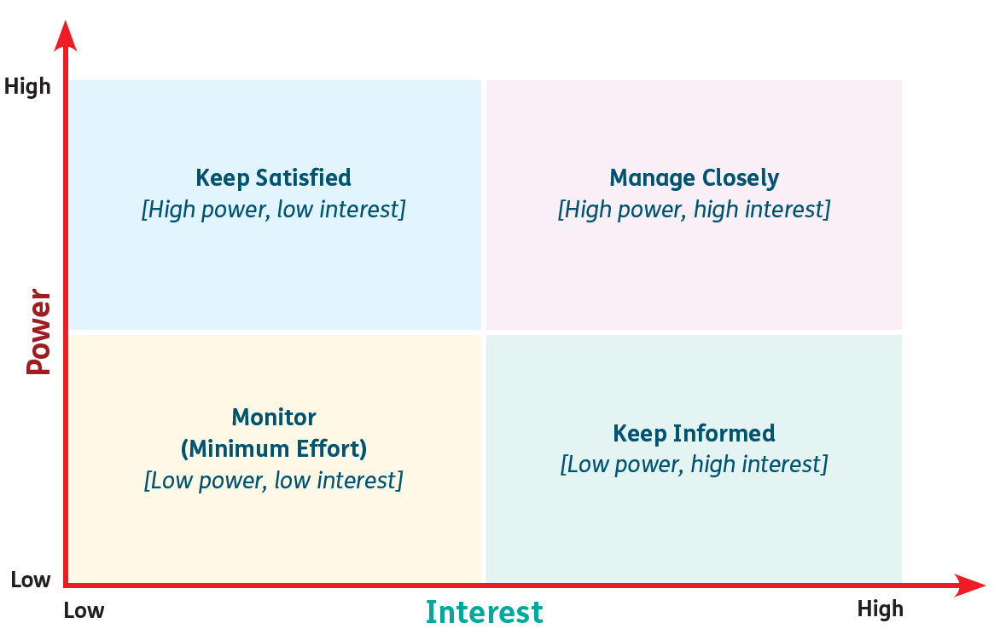 High
Keep Satisfied
[High power, low interest]
Manage Closely
[High power, high interest]
Power
Monitor
(Minimum Effort)
[Low power, low interest]
Keep Informed
[Low power, high interest]
Low
Low
Interest
High